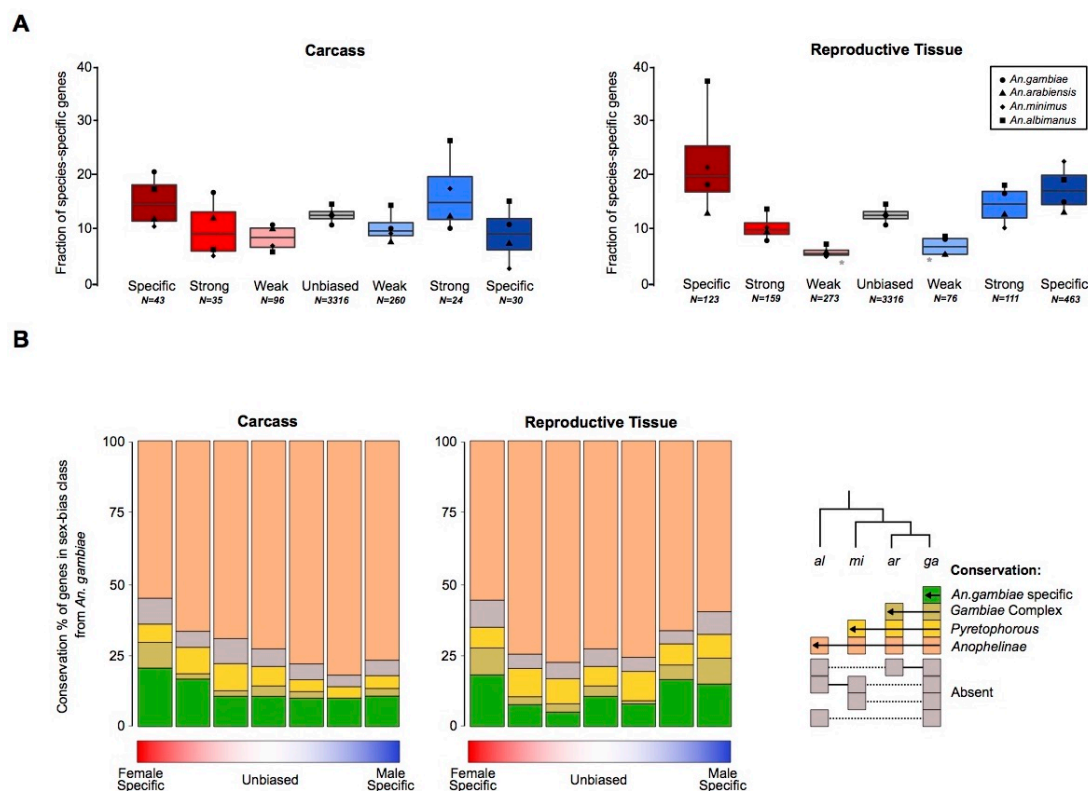 A
Carcass
Fraction of species-specific genes
40
30
20
10
0
Specific Strong Weak Unbiased Weak Strong Specific
N=43 N=35 N=96 N=3316 N=260 N=24 N=30
Reproductive Tissue
Fraction of species-specific genes
40
30
20
10
0
An.gambiae
An.arabiensis
An.minimus
An.albimanus
Specific Strong Weak Unbiased Weak Strong Specific
N=123 N=159 N=273 N=3316 N=76 N=111 N=463
B
Carcass
Conservation % of genes in sex-bias class
from An. gambiae
100
75
50
25
0
Female
Specific
Unbiased
Male
Specific
Reproductive Tissue
100
75
50
25
0
Female
Specific
Unbiased
Male
Specific
al mi ar ga
Conservation:
An.gambiae specific
Gambiae Complex
Pyretophorous
Anophelinae
Absent